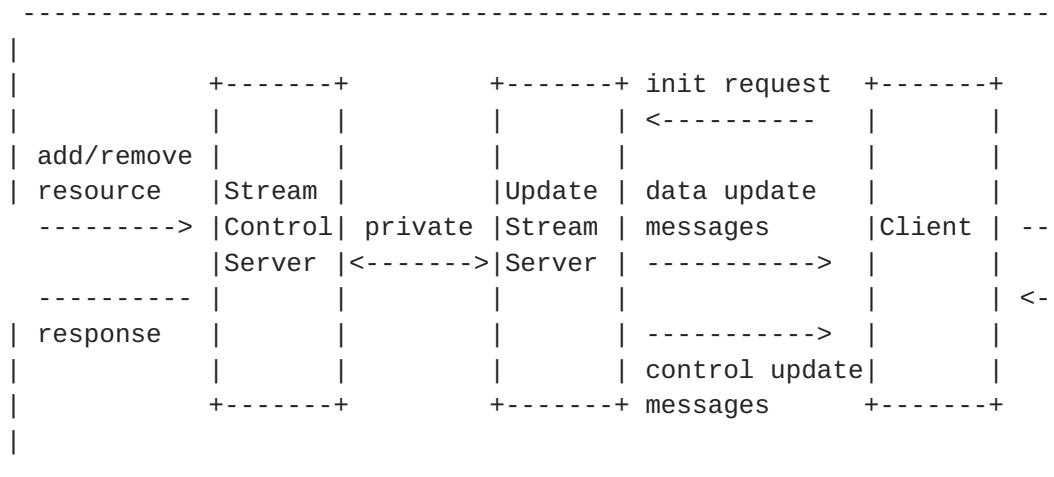 -------------------------------------------------------------------
|
|            +-------+         +-------+ init request  +-------+
|            |       |         |       | <----------   |       |
| add/remove |       |         |       |               |       |
| resource   |Stream |         |Update | data update   |       |
  ---------> |Control| private |Stream | messages      |Client | --
             |Server |<------->|Server | ----------->  |       |
  ---------- |       |         |       |               |       | <-
| response   |       |         |       | ----------->  |       |
|            |       |         |       | control update|       |
|            +-------+         +-------+ messages      +-------+
|